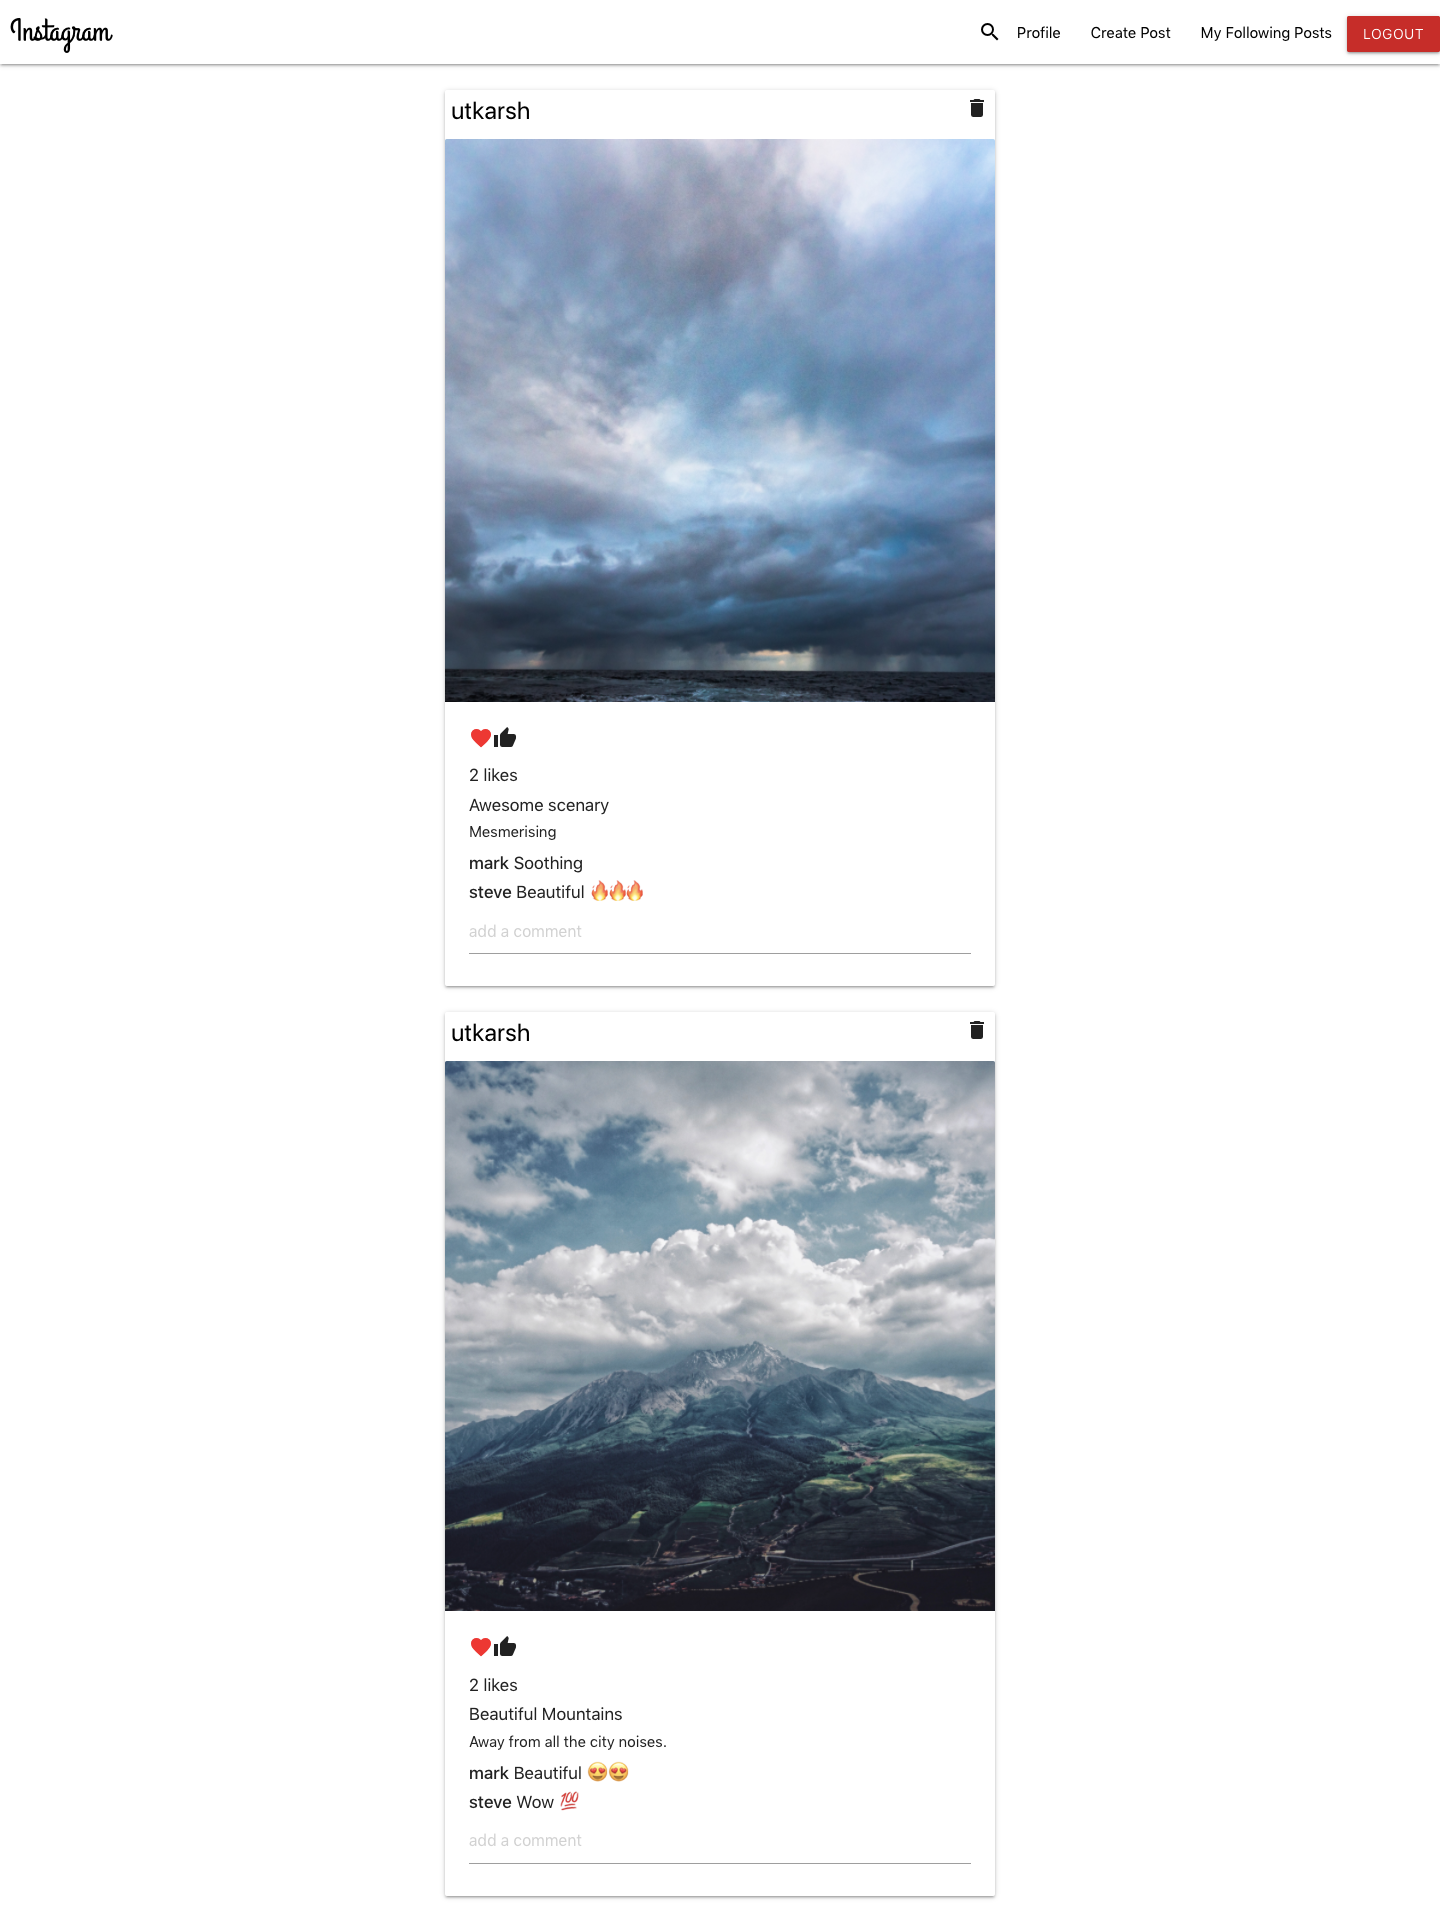 Instagram
Profile Create Post My Following Posts LOGOUT
utkarsh
2 likes
Awesome scenary
Mesmerising
mark Soothing
steve Beautiful 🔥🔥🔥
add a comment
utkarsh
2 likes
Beautiful Mountains
Away from all the city noises.
mark Beautiful 😍😍
steve Wow 💯
add a comment